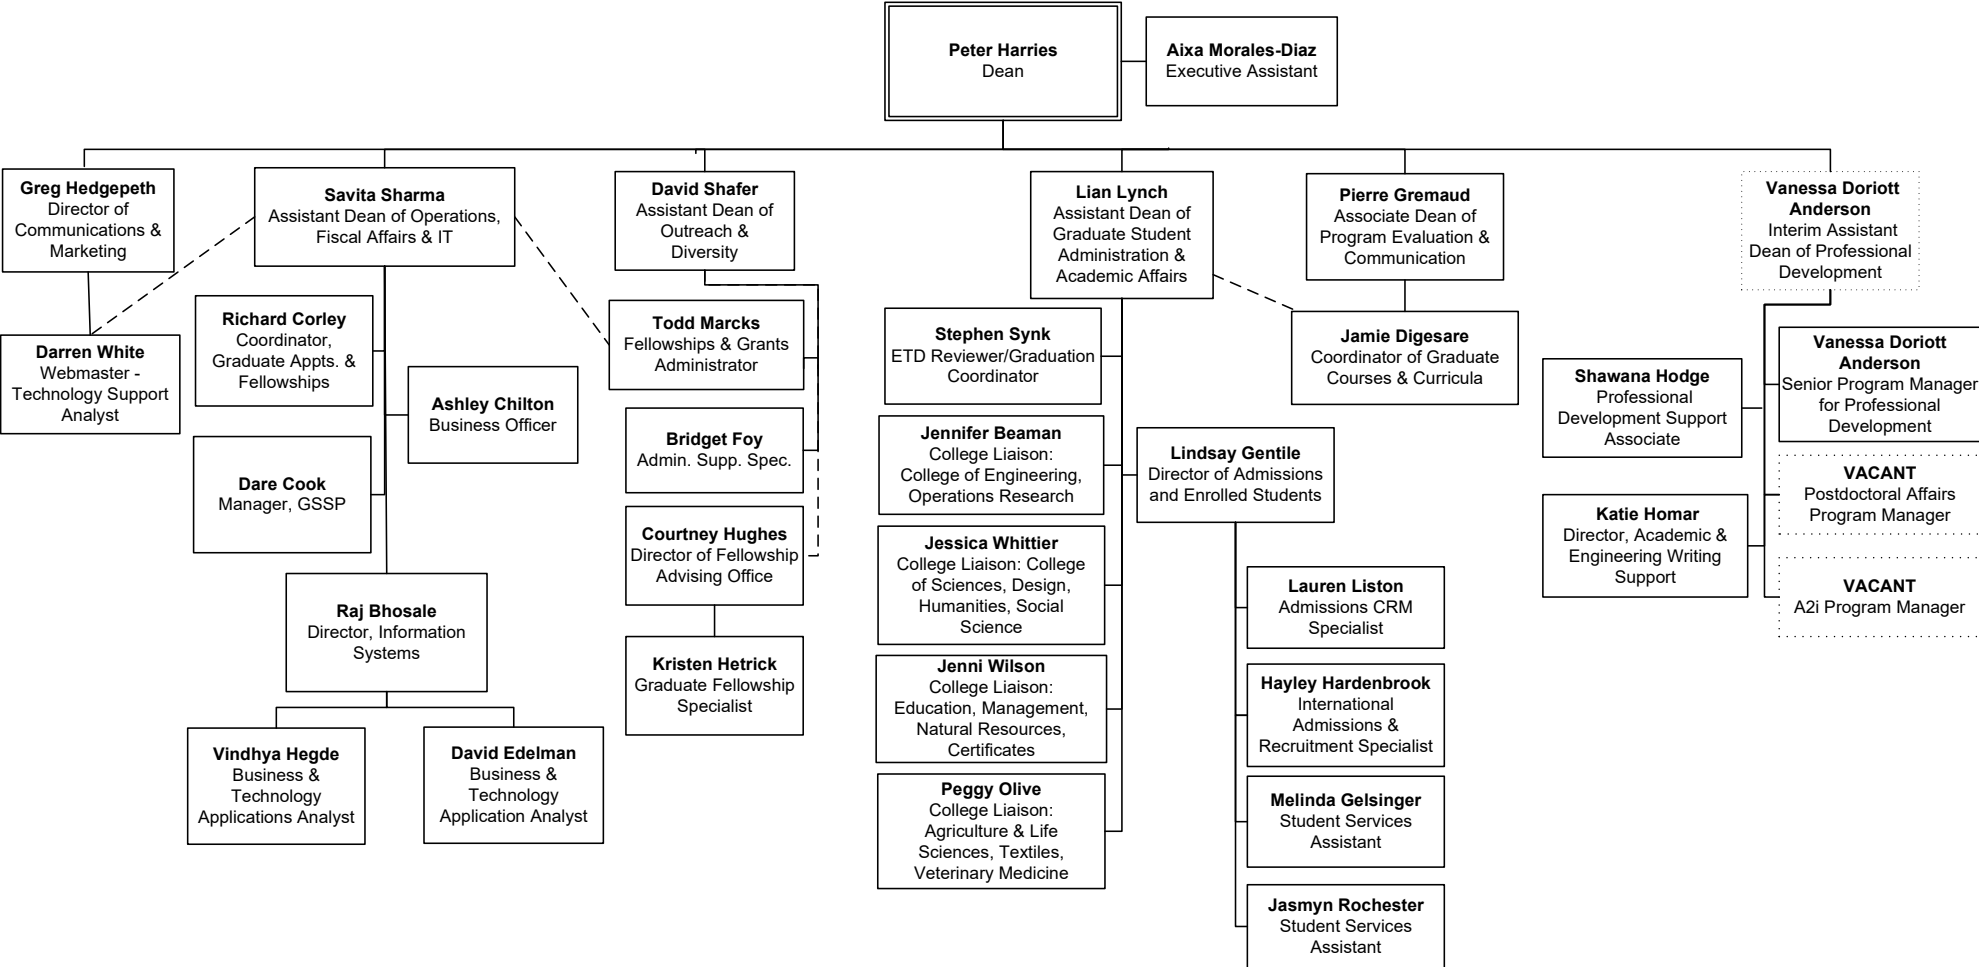 Peter Harries
Dean
Aixa Morales-Diaz
Executive Assistant
Greg Hedgepeth
Director of
Communications &
Marketing
Darren White
Webmaster -
Technology Support
Analyst
Savita Sharma
Assistant Dean of Operations,
Fiscal Affairs & IT
Richard Corley
Coordinator,
Graduate Appts. &
Fellowships
Ashley Chilton
Business Officer
Dare Cook
Manager, GSSP
Raj Bhosale
Director, Information
Systems
Vindhya Hegde
Business &
Technology
Applications Analyst
David Edelman
Business &
Technology
Application Analyst
David Shafer
Assistant Dean of
Outreach &
Diversity
Todd Marcks
Fellowships & Grants
Administrator
Bridget Foy
Admin. Supp. Spec.
Courtney Hughes
Director of Fellowship
Advising Office
Kristen Hetrick
Graduate Fellowship
Specialist
Lian Lynch
Assistant Dean of
Graduate Student
Administration &
Academic Affairs
Stephen Synk
ETD Reviewer/Graduation
Coordinator
Jennifer Beaman
College Liaison:
College of Engineering,
Operations Research
Jessica Whittier
College Liaison: College
of Sciences, Design,
Humanities, Social
Science
Jenni Wilson
College Liaison:
Education, Management,
Natural Resources,
Certificates
Peggy Olive
College Liaison:
Agriculture & Life
Sciences, Textiles,
Veterinary Medicine
Lindsay Gentile
Director of Admissions
and Enrolled Students
Lauren Liston
Admissions CRM
Specialist
Hayley Hardenbrook
International
Admissions &
Recruitment Specialist
Melinda Gelsinger
Student Services
Assistant
Jasmyn Rochester
Student Services
Assistant
Pierre Gremaud
Associate Dean of
Program Evaluation &
Communication
Jamie Digesare
Coordinator of Graduate
Courses & Curricula
Vanessa Doriott
Anderson
Interim Assistant
Dean of Professional
Development
Vanessa Doriott
Anderson
Senior Program Manager
for Professional
Development
Shawana Hodge
Professional
Development Support
Associate
VACANT
Postdoctoral Affairs
Program Manager
Katie Homar
Director, Academic &
Engineering Writing
Support
VACANT
A2i Program Manager